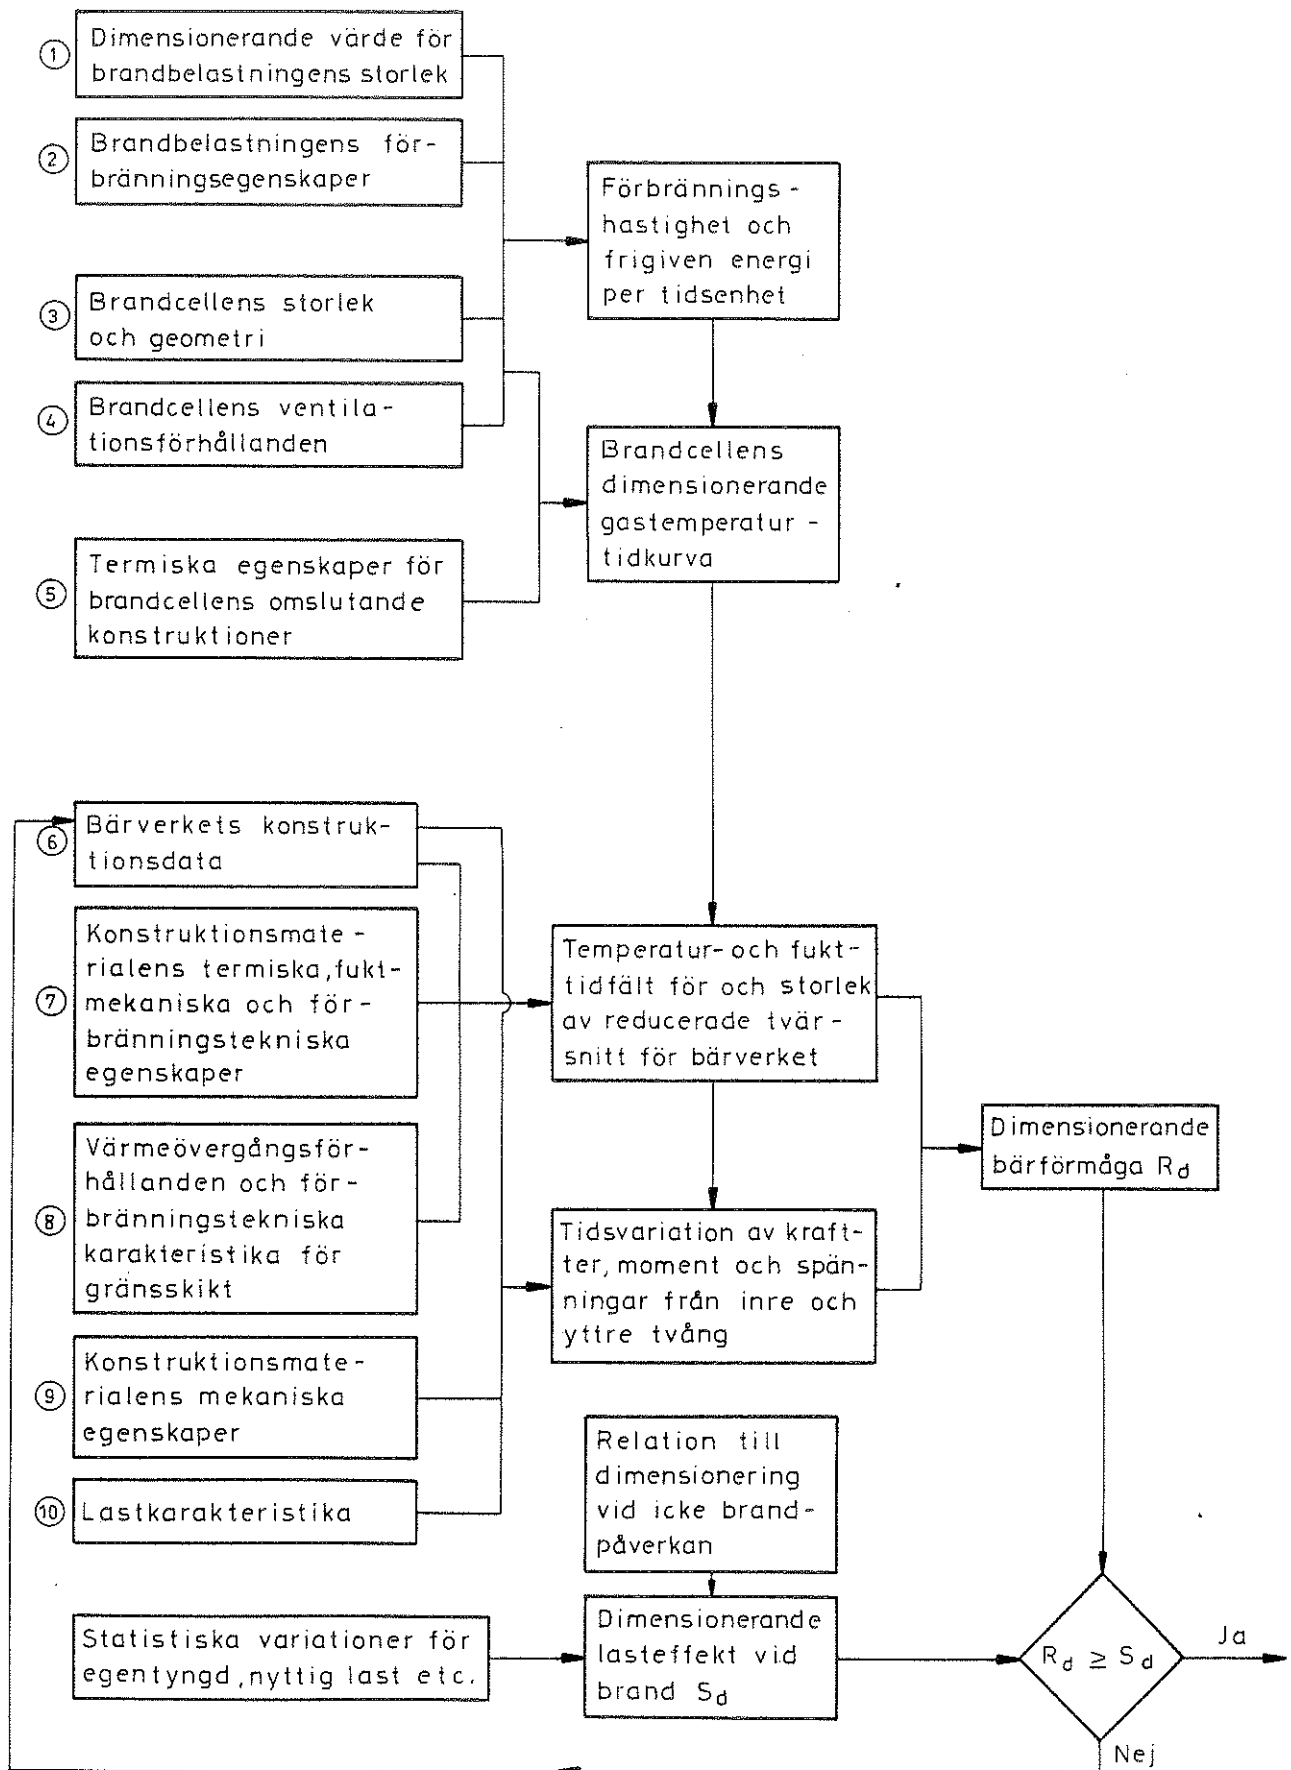 ① Dimensionerande värde för
brandbelastningens storlek
② Brandbelastningens för-
bränningsegenskaper
Förbrännings-
hastighet och
frigiven energi
per tidsenhet
③ Brandcellens storlek
och geometri
④ Brandcellens ventila-
tionsförhållanden
Brandcellens
dimensionerande
gastemperatur-
tidkurva
⑤ Termiska egenskaper för
brandcellens omslutande
konstruktioner
⑥ Bärverkets konstruk-
tionsdata
⑦ Konstruktionsmate-
rialens termiska, fukt-
mekaniska och för-
bränningstekniska
egenskaper
Temperatur- och fukt-
tidfält för och storlek
av reducerade tvär-
snitt för bärverket
⑧ Värmeövergångsför-
hållanden och för-
bränningstekniska
karakteristika för
gränsskikt
Dimensionerande
bärförmåga Rd
Tidsvariation av kraft-
ter, moment och spän-
ningar från inre och
yttre tvång
⑨ Konstruktionsmate-
rialens mekaniska
egenskaper
⑩ Lastkarakteristika
Relation till
dimensionering
vid icke brand-
påverkan
Statistiska variationer för
egentyngd, nyttig last etc.
Dimensionerande
lasteffekt vid
brand Sd
Rd ≥ Sd
Ja
Nej